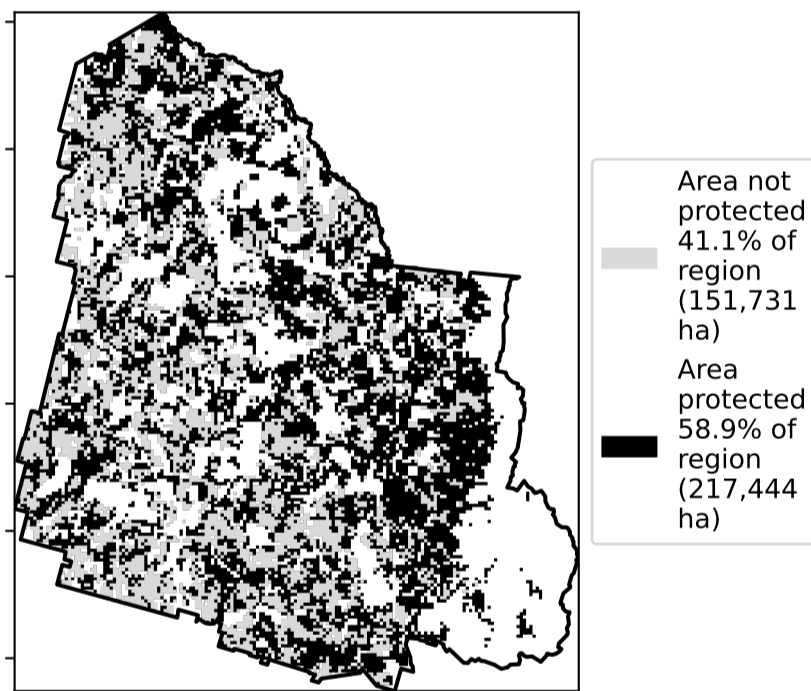 Area not
protected
41.1% of
region
(151,731
ha)
Area
protected
58.9% of
region
(217,444
ha)